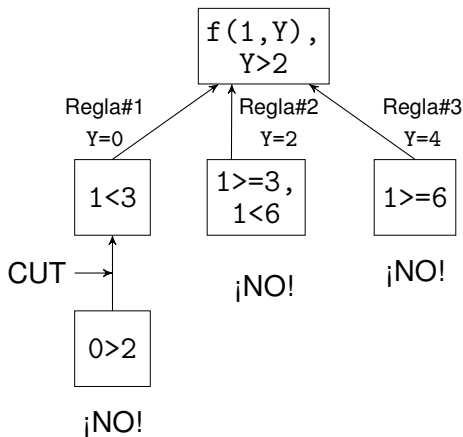 f(1,Y),
Y>2
Regla#1
Regla#2
Regla#3
Y=0
Y=2
Y=4
1<3
1>=3,
1<6
1>=6
CUT
¡NO!
¡NO!
0>2
¡NO!